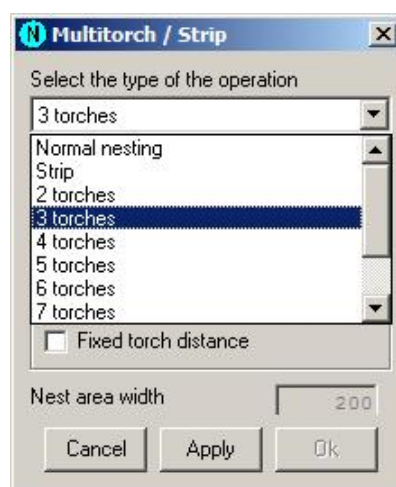 N Multitorch / Strip
Select the type of the operation
3 torches
Normal nesting
Strip
2 torches
3 torches
4 torches
5 torches
6 torches
7 torches
Fixed torch distance
Nest area width 200
Cancel Apply Ok